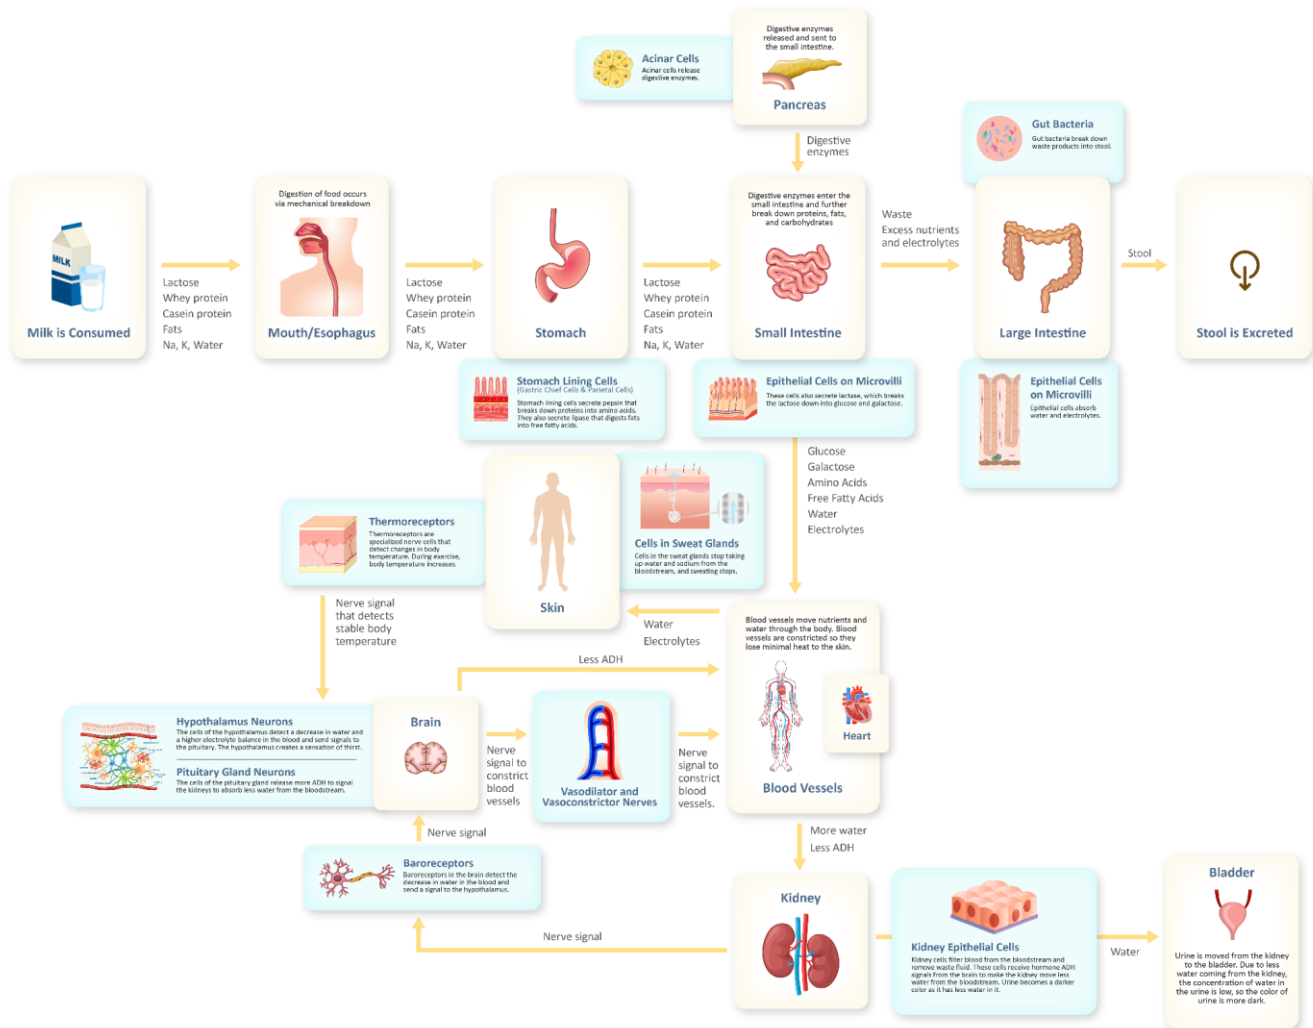 Digestive enzymes
released and sent to
the small intestine.
Pancreas
Acinar Cells
Acinar cells release
digestive enzymes.
Digestive
enzymes
Gut Bacteria
Gut bacteria break down
waste products into stool.
MILK
Milk is Consumed
Lactose
Whey protein
Casein protein
Fats
Na, K, Water
Digestion of food occurs
via mechanical breakdown
Mouth/Esophagus
Lactose
Whey protein
Casein protein
Fats
Na, K, Water
Stomach
Lactose
Whey protein
Casein protein
Fats
Na, K, Water
Digestive enzymes enter the
small intestine and further
break down proteins, fats,
and carbohydrates
Small Intestine
Waste
Excess nutrients
and electrolytes
Large Intestine
Stool
Stool is Excreted
Stomach Lining Cells
(Gastric Chief Cells & Parietal Cells)
Stomach lining cells secrete pepsin that
breaks down proteins into amino acids.
They also secrete lipase that digests fats
into free fatty acids.
Epithelial Cells on Microvilli
These cells also secrete lactase, which breaks
the lactose down into glucose and galactose.
Epithelial Cells
on Microvilli
Epithelial cells absorb
water and electrolytes.
Glucose
Galactose
Amino Acids
Free Fatty Acids
Water
Electrolytes
Thermoreceptors
Thermoreceptors are
specialized nerve cells that
detect changes in body
temperature. During exercise,
body temperature increases.
Skin
Cells in Sweat Glands
Cells in the sweat glands stop taking
up water and sodium from the
bloodstream, and sweating stops.
Nerve signal
that detects
stable body
temperature
Water
Electrolytes
Blood vessels move nutrients and
water through the body. Blood
vessels are constricted so they
lose minimal heat to the skin.
Heart
Blood Vessels
Less ADH
Hypothalamus Neurons
The cells of the hypothalamus detect a decrease in water and
a higher electrolyte balance in the blood and send signals to
the pituitary. The hypothalamus creates a sensation of thirst.
Pituitary Gland Neurons
The cells of the pituitary gland release more ADH to signal
the kidneys to absorb less water from the bloodstream.
Brain
Nerve
signal to
constrict
blood
vessels
Vasodilator and
Vasoconstrictor Nerves
Nerve
signal to
constrict
blood
vessels.
Nerve signal
Baroreceptors
Baroreceptors in the brain detect the
decrease in water in the blood and
send a signal to the hypothalamus.
Nerve signal
More water
Less ADH
Kidney
Kidney Epithelial Cells
Kidney cells filter blood from the bloodstream and
remove waste fluid. These cells receive hormone ADH
signals from the brain to make the kidney move less
water from the bloodstream. Urine becomes a darker
color as it has less water in it.
Water
Bladder
Urine is moved from the kidney
to the bladder. Due to less
water coming from the kidney,
the concentration of water in
the urine is low, so the color of
urine is more dark.